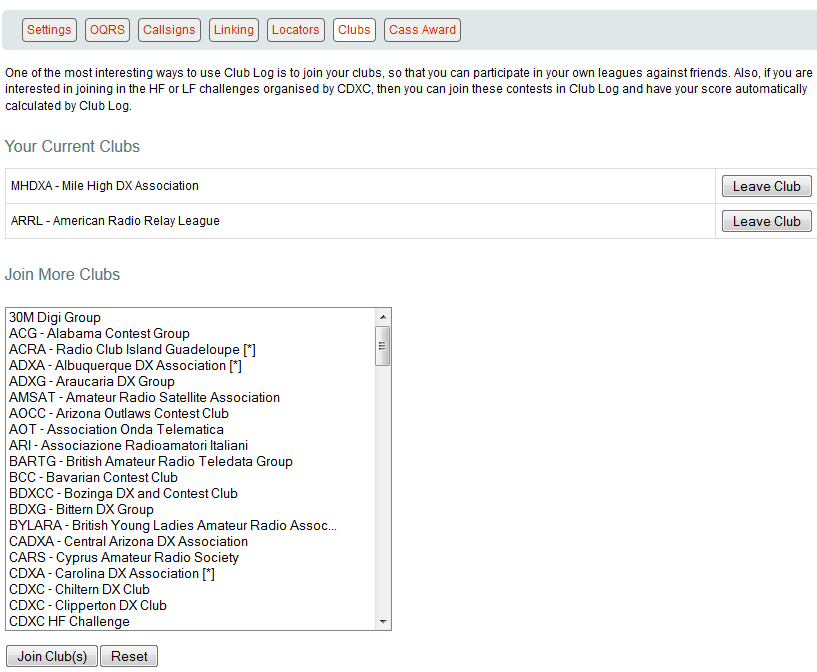 Settings OQRS Callsigns Linking Locators Clubs Cass Award
One of the most interesting ways to use Club Log is to join your clubs, so that you can participate in your own leagues against friends. Also, if you are
interested in joining in the HF or LF challenges organised by CDXC, then you can join these contests in Club Log and have your score automatically
calculated by Club Log.
Your Current Clubs
MHDXA - Mile High DX Association Leave Club
ARRL - American Radio Relay League Leave Club
Join More Clubs
30M Digi Group
ACG - Alabama Contest Group
ACRA - Radio Club Island Guadeloupe [*]
ADXA - Albuquerque DX Association [*]
ADXG - Araucaria DX Group
AMSAT - Amateur Radio Satellite Association
AOCC - Arizona Outlaws Contest Club
AOT - Association Onda Telematica
ARI - Associazione Radioamatori Italiani
BARTG - British Amateur Radio Teledata Group
BCC - Bavarian Contest Club
BDXCC - Bozinga DX and Contest Club
BDXG - Bittern DX Group
BYLARA - British Young Ladies Amateur Radio Assoc...
CADXA - Central Arizona DX Association
CARS - Cyprus Amateur Radio Society
CDXA - Carolina DX Association [*]
CDXC - Chiltern DX Club
CDXC - Clipperton DX Club
CDXC HF Challenge
Join Club(s) Reset